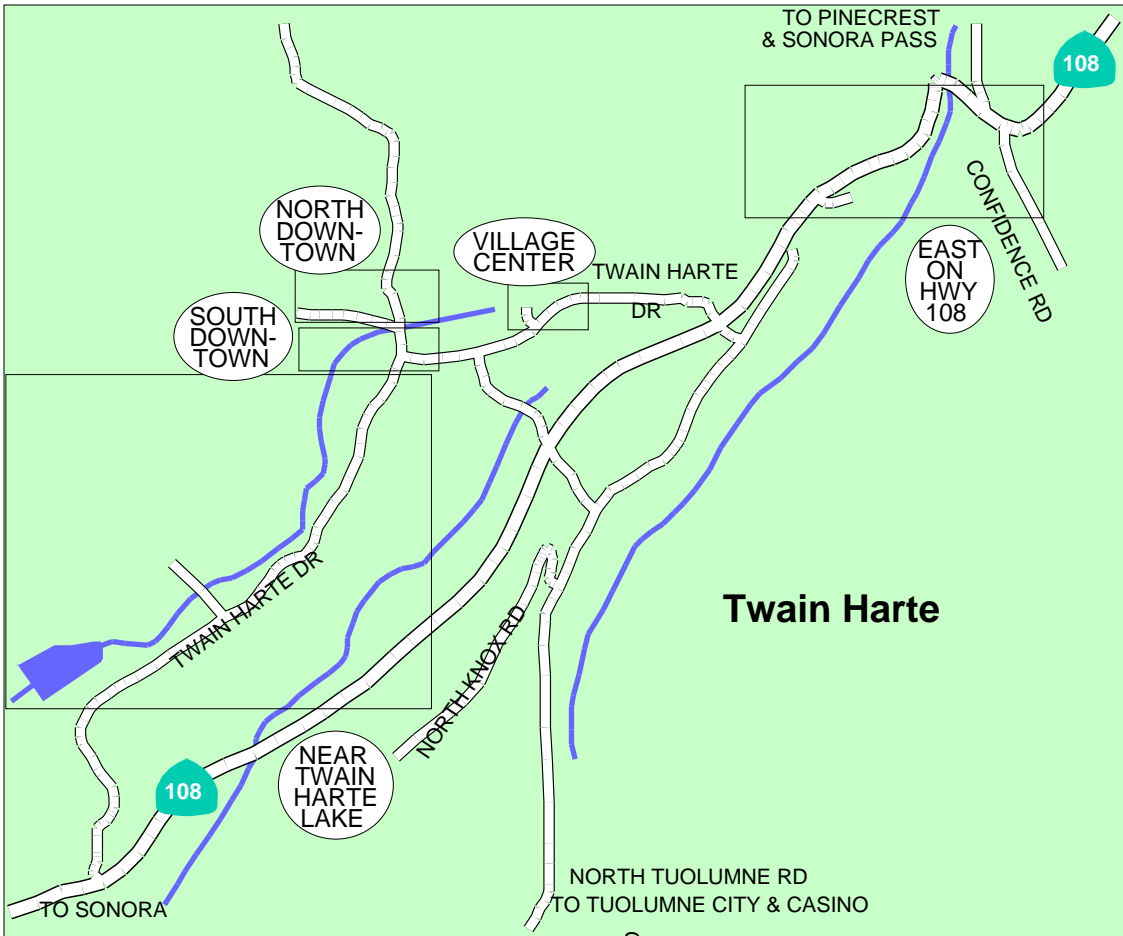 TO PINECREST
& SONORA PASS
108
NORTH
DOWN-
TOWN
VILLAGE
CENTER
TWAIN HARTE
DR
CONFIDENCE RD
EAST
ON
HWY
108
SOUTH
DOWN-
TOWN
Twain Harte
TWAIN HARTE DR
NORTH KNOX RD
NEAR
TWAIN
HARTE
LAKE
108
TO SONORA
NORTH TUOLUMNE RD
TO TUOLUMNE CITY & CASINO